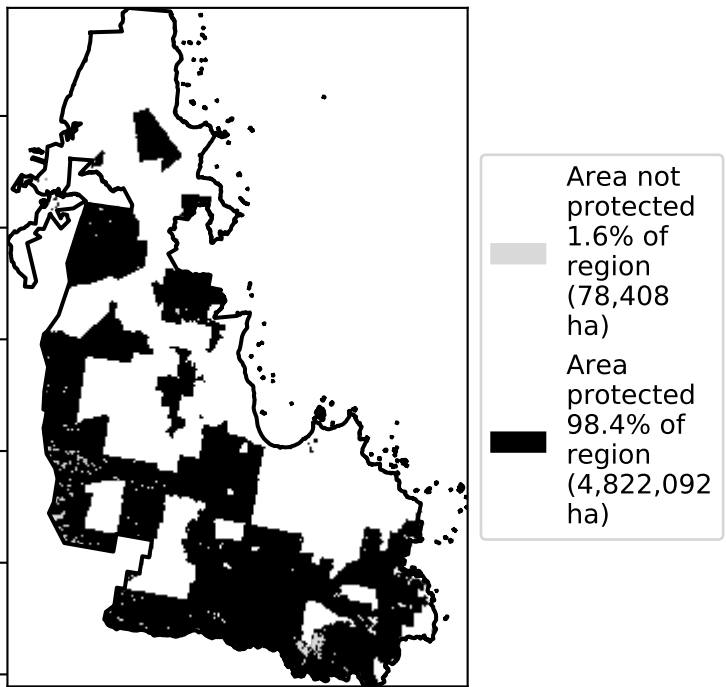 Area not
protected
1.6% of
region
(78,408
ha)
Area
protected
98.4% of
region
(4,822,092
ha)